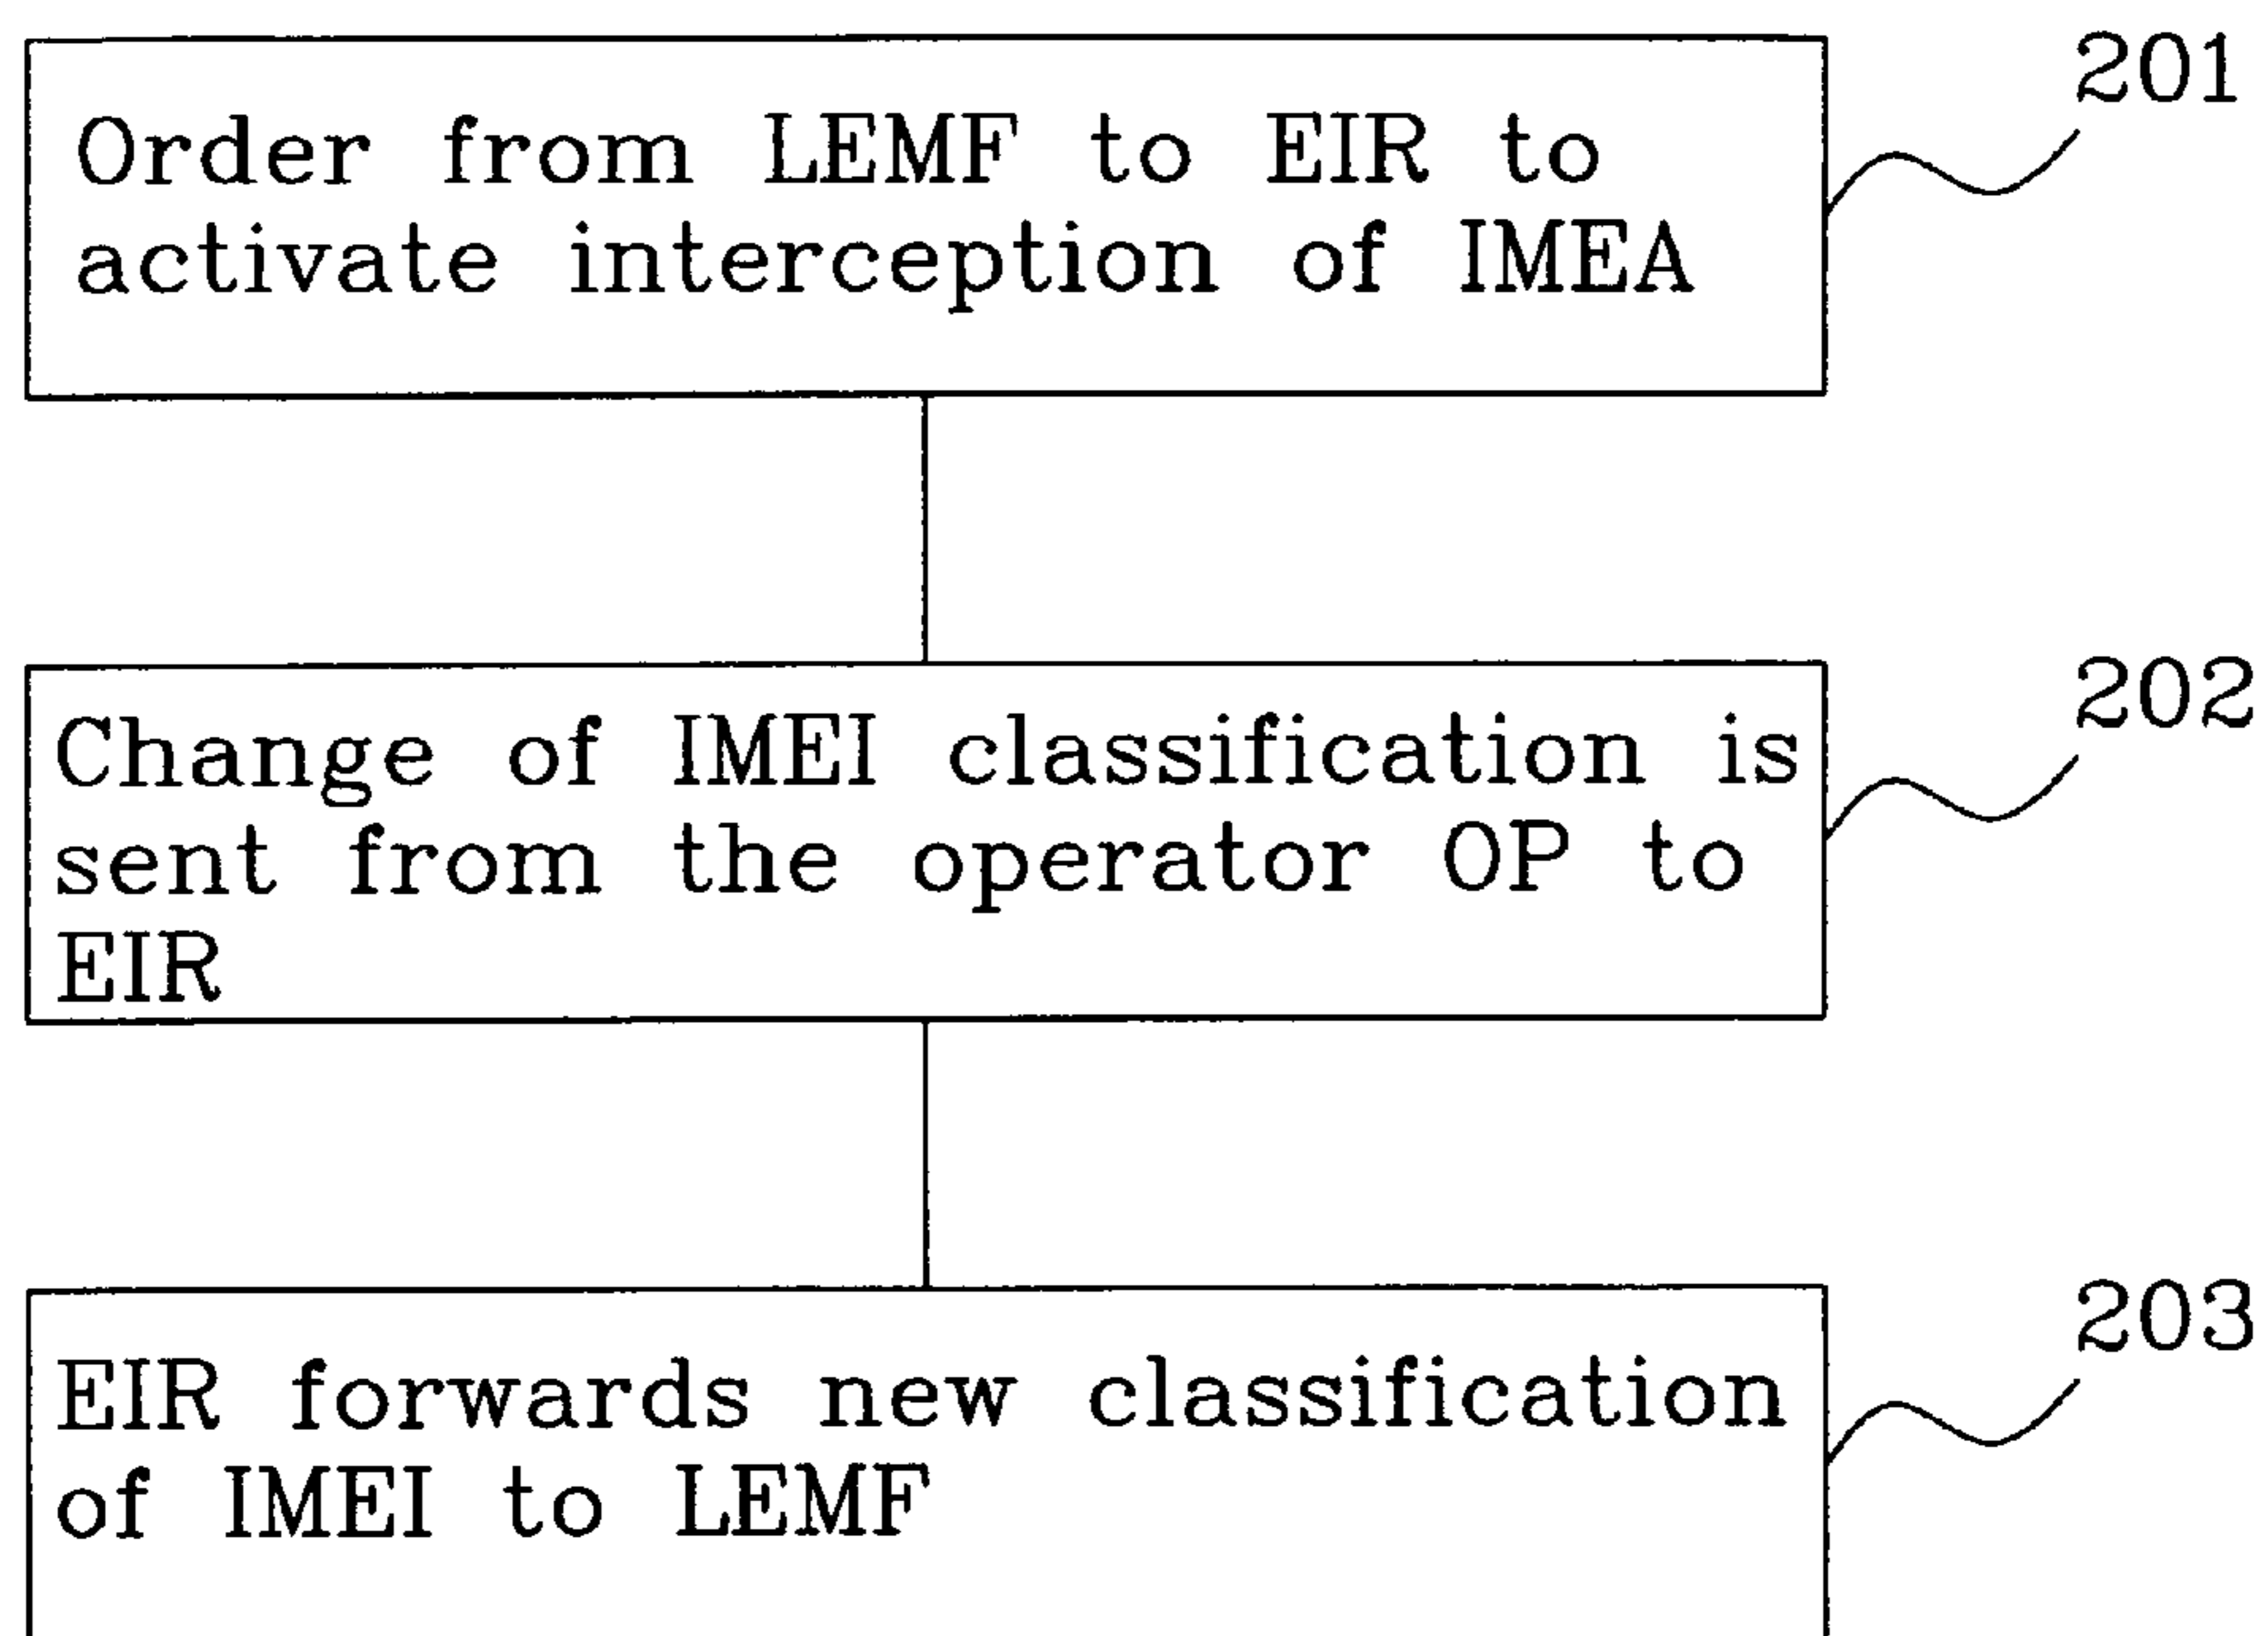 201
Order from LEMF to EIR to
activate interception of IMEA
202
Change of IMEI classification is
sent from the operator OP to
EIR
203
EIR forwards new classification
of IMEI to LEMF